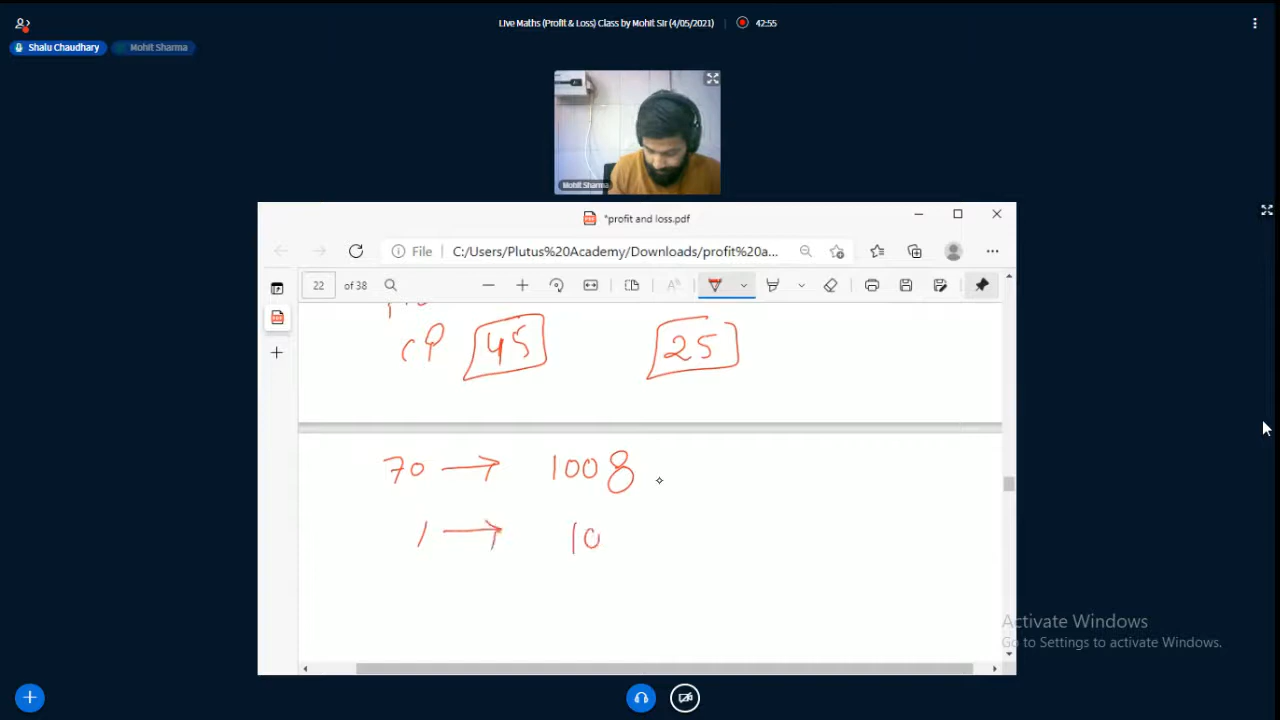 Live Maths (Profit & Loss) Class by Mohit Sir (4/05/2021) 42:55
Shalu Chaudhary Mohit Sharma
Mohit Sharma
*profit and loss.pdf
File C:/Users/Plutus%20Academy/Downloads/profit%20a...
22 of 38
CP 45 25
70 → 1008
1 → 10
Activate Windows
Go to Settings to activate Windows.